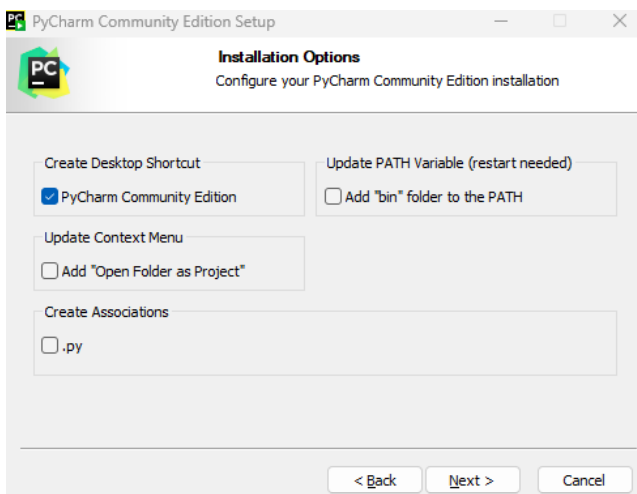 PyCharm Community Edition Setup
PC
Installation Options
Configure your PyCharm Community Edition installation
Create Desktop Shortcut
PyCharm Community Edition
Update PATH Variable (restart needed)
Add "bin" folder to the PATH
Update Context Menu
Add "Open Folder as Project"
Create Associations
.py
< Back
Next >
Cancel